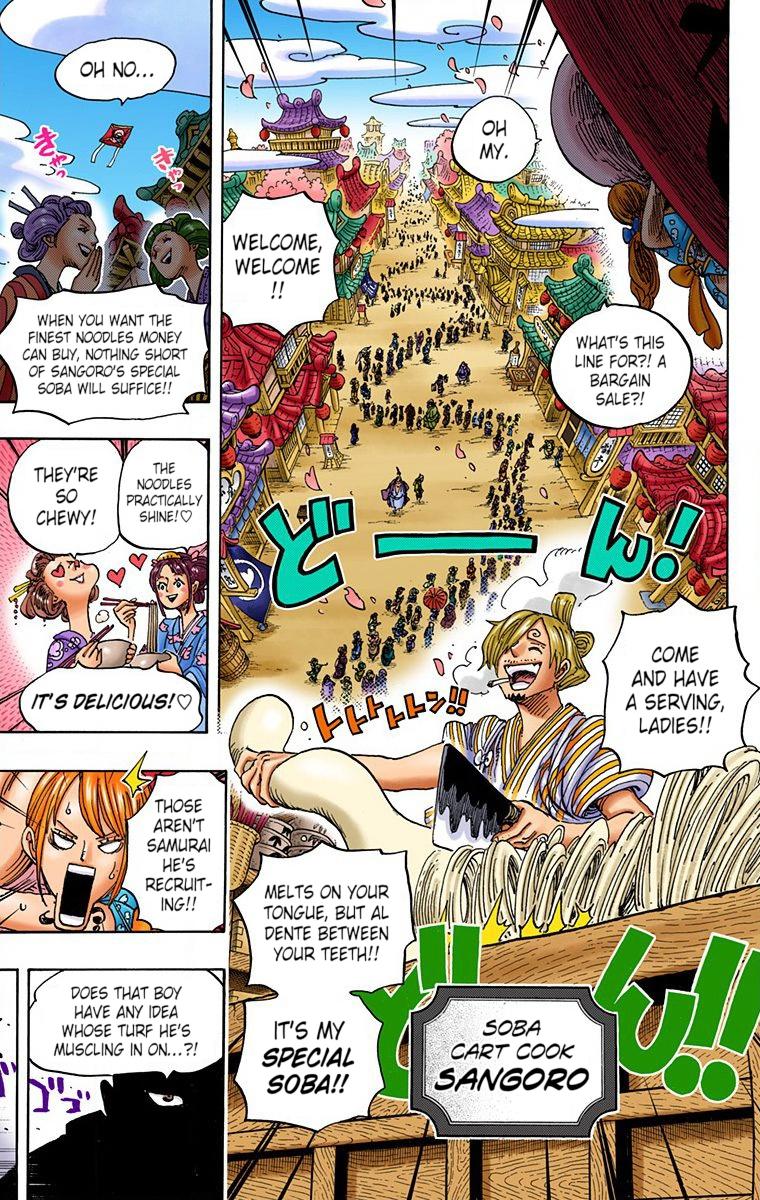 OH
MY.
WELCOME,
WELCOME
!!
WHAT'S THIS
LINE FOR?! A
BARGAIN
SALE?!
どーん!
COME
AND HAVE
A SERVING,
LADIES!!
トトトトトン!!
MELTS ON YOUR
TONGUE, BUT AL
DENTE BETWEEN
YOUR TEETH!!
IT'S MY
SPECIAL
SOBA!!
どん!!
SOBA
CART COOK
SANGORO
OH NO...
きゃっ
きゃっ
WHEN YOU WANT THE
FINEST NOODLES MONEY
CAN BUY, NOTHING SHORT
OF SANGORO'S SPECIAL
SOBA WILL SUFFICE!!
THE
NOODLES
PRACTICALLY
SHINE!♡
THEY'RE
SO
CHEWY!
IT'S DELICIOUS!♡
THOSE
AREN'T
SAMURAI
HE'S
RECRUIT-
ING!!
DOES THAT BOY
HAVE ANY IDEA
WHOSE TURF HE'S
MUSCLING IN ON...?!
ゴゴゴ